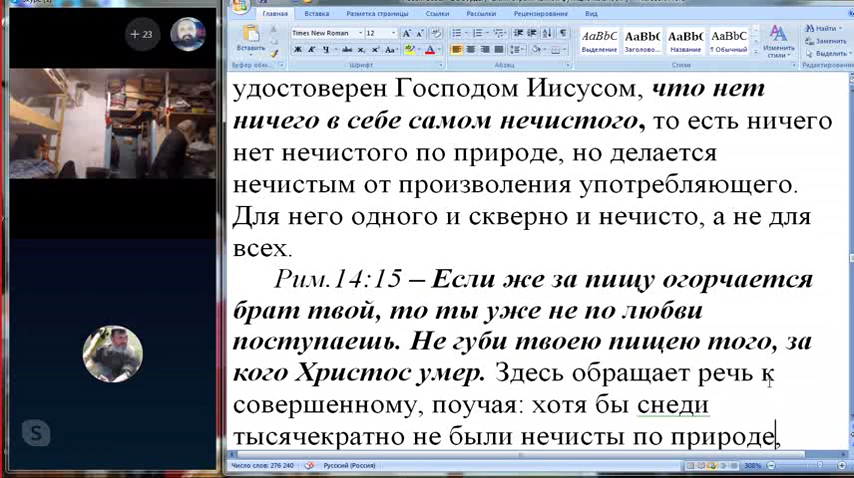 +23
Главная Вставка Разметка страницы Ссылки Рассылки Рецензирование Вид
Вставить
Times New Roman 12
AaBbC AaBbC AaBbC AaBbC
Выделение Заголово... Название ¶ Обычный
Изменить стили
Найти
Заменить
Выделить
Буфер обм... Шрифт Абзац Стили Редактирование
удостоверен Господом Иисусом, что нет
ничего в себе самом нечистого, то есть ничего
нет нечистого по природе, но делается
нечистым от произволения употребляющего.
Для него одного и скверно и нечисто, а не для
всех.
Рим.14:15 – Если же за пищу огорчается
брат твой, то ты уже не по любви
поступаешь. Не губи твоею пищею того, за
кого Христос умер. Здесь обращает речь к
совершенному, поучая: хотя бы снеди
тысячекратно не были нечисты по природе,
S
Число слов: 276 240 Русский (Россия) 308%